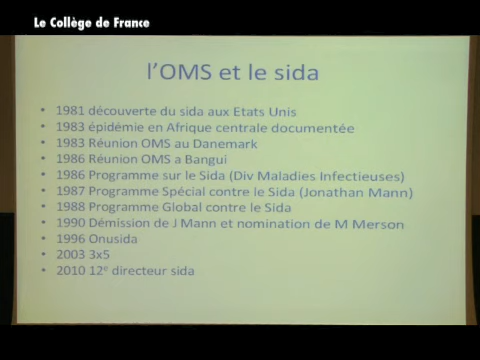 Le Collège de France
l'OMS et le sida
• 1981 découverte du sida aux Etats Unis
• 1983 épidémie en Afrique centrale documentée
• 1983 Réunion OMS au Danemark
• 1986 Réunion OMS a Bangui
• 1986 Programme sur le Sida (Div Maladies Infectieuses)
• 1987 Programme Spécial contre le Sida (Jonathan Mann)
• 1988 Programme Global contre le Sida
• 1990 Démission de J Mann et nomination de M Merson
• 1996 Onusida
• 2003 3x5
• 2010 12e directeur sida